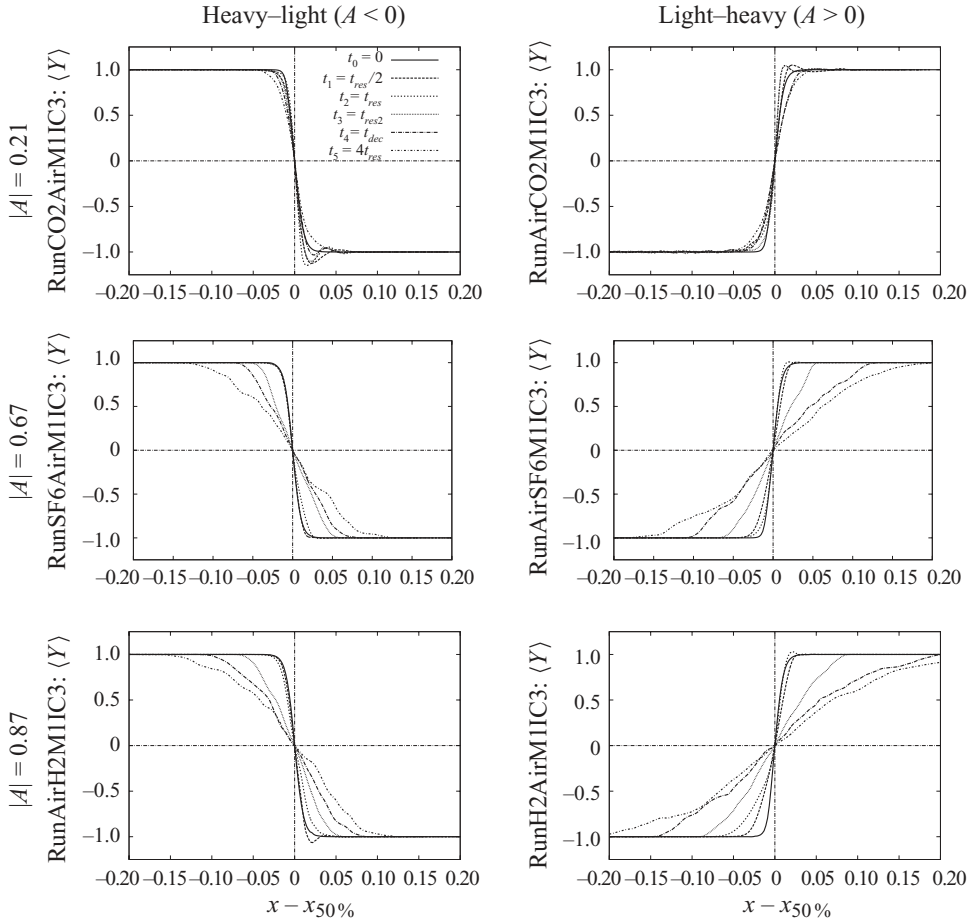 Heavy–light (A < 0)
Light–heavy (A > 0)
|A| = 0.21
RunCO2AirM1IC3: ⟨Y⟩
1.0
0.5
0
–0.5
–1.0
t0 = 0
t1 = tres/2
t2 = tres
t3 = tres2
t4 = tdec
t5 = 4tres
–0.20 –0.15 –0.10 –0.05 0 0.05 0.10 0.15 0.20
RunAirCO2M1IC3: ⟨Y⟩
1.0
0.5
0
–0.5
–1.0
–0.20 –0.15 –0.10 –0.05 0 0.05 0.10 0.15 0.20
|A| = 0.67
RunSF6AirM1IC3: ⟨Y⟩
1.0
0.5
0
–0.5
–1.0
–0.20 –0.15 –0.10 –0.05 0 0.05 0.10 0.15 0.20
RunAirSF6M1IC3: ⟨Y⟩
1.0
0.5
0
–0.5
–1.0
–0.20 –0.15 –0.10 –0.05 0 0.05 0.10 0.15 0.20
|A| = 0.87
RunAirH2M1IC3: ⟨Y⟩
1.0
0.5
0
–0.5
–1.0
–0.20 –0.15 –0.10 –0.05 0 0.05 0.10 0.15 0.20
x – x50%
RunH2AirM1IC3: ⟨Y⟩
1.0
0.5
0
–0.5
–1.0
–0.20 –0.15 –0.10 –0.05 0 0.05 0.10 0.15 0.20
x – x50%